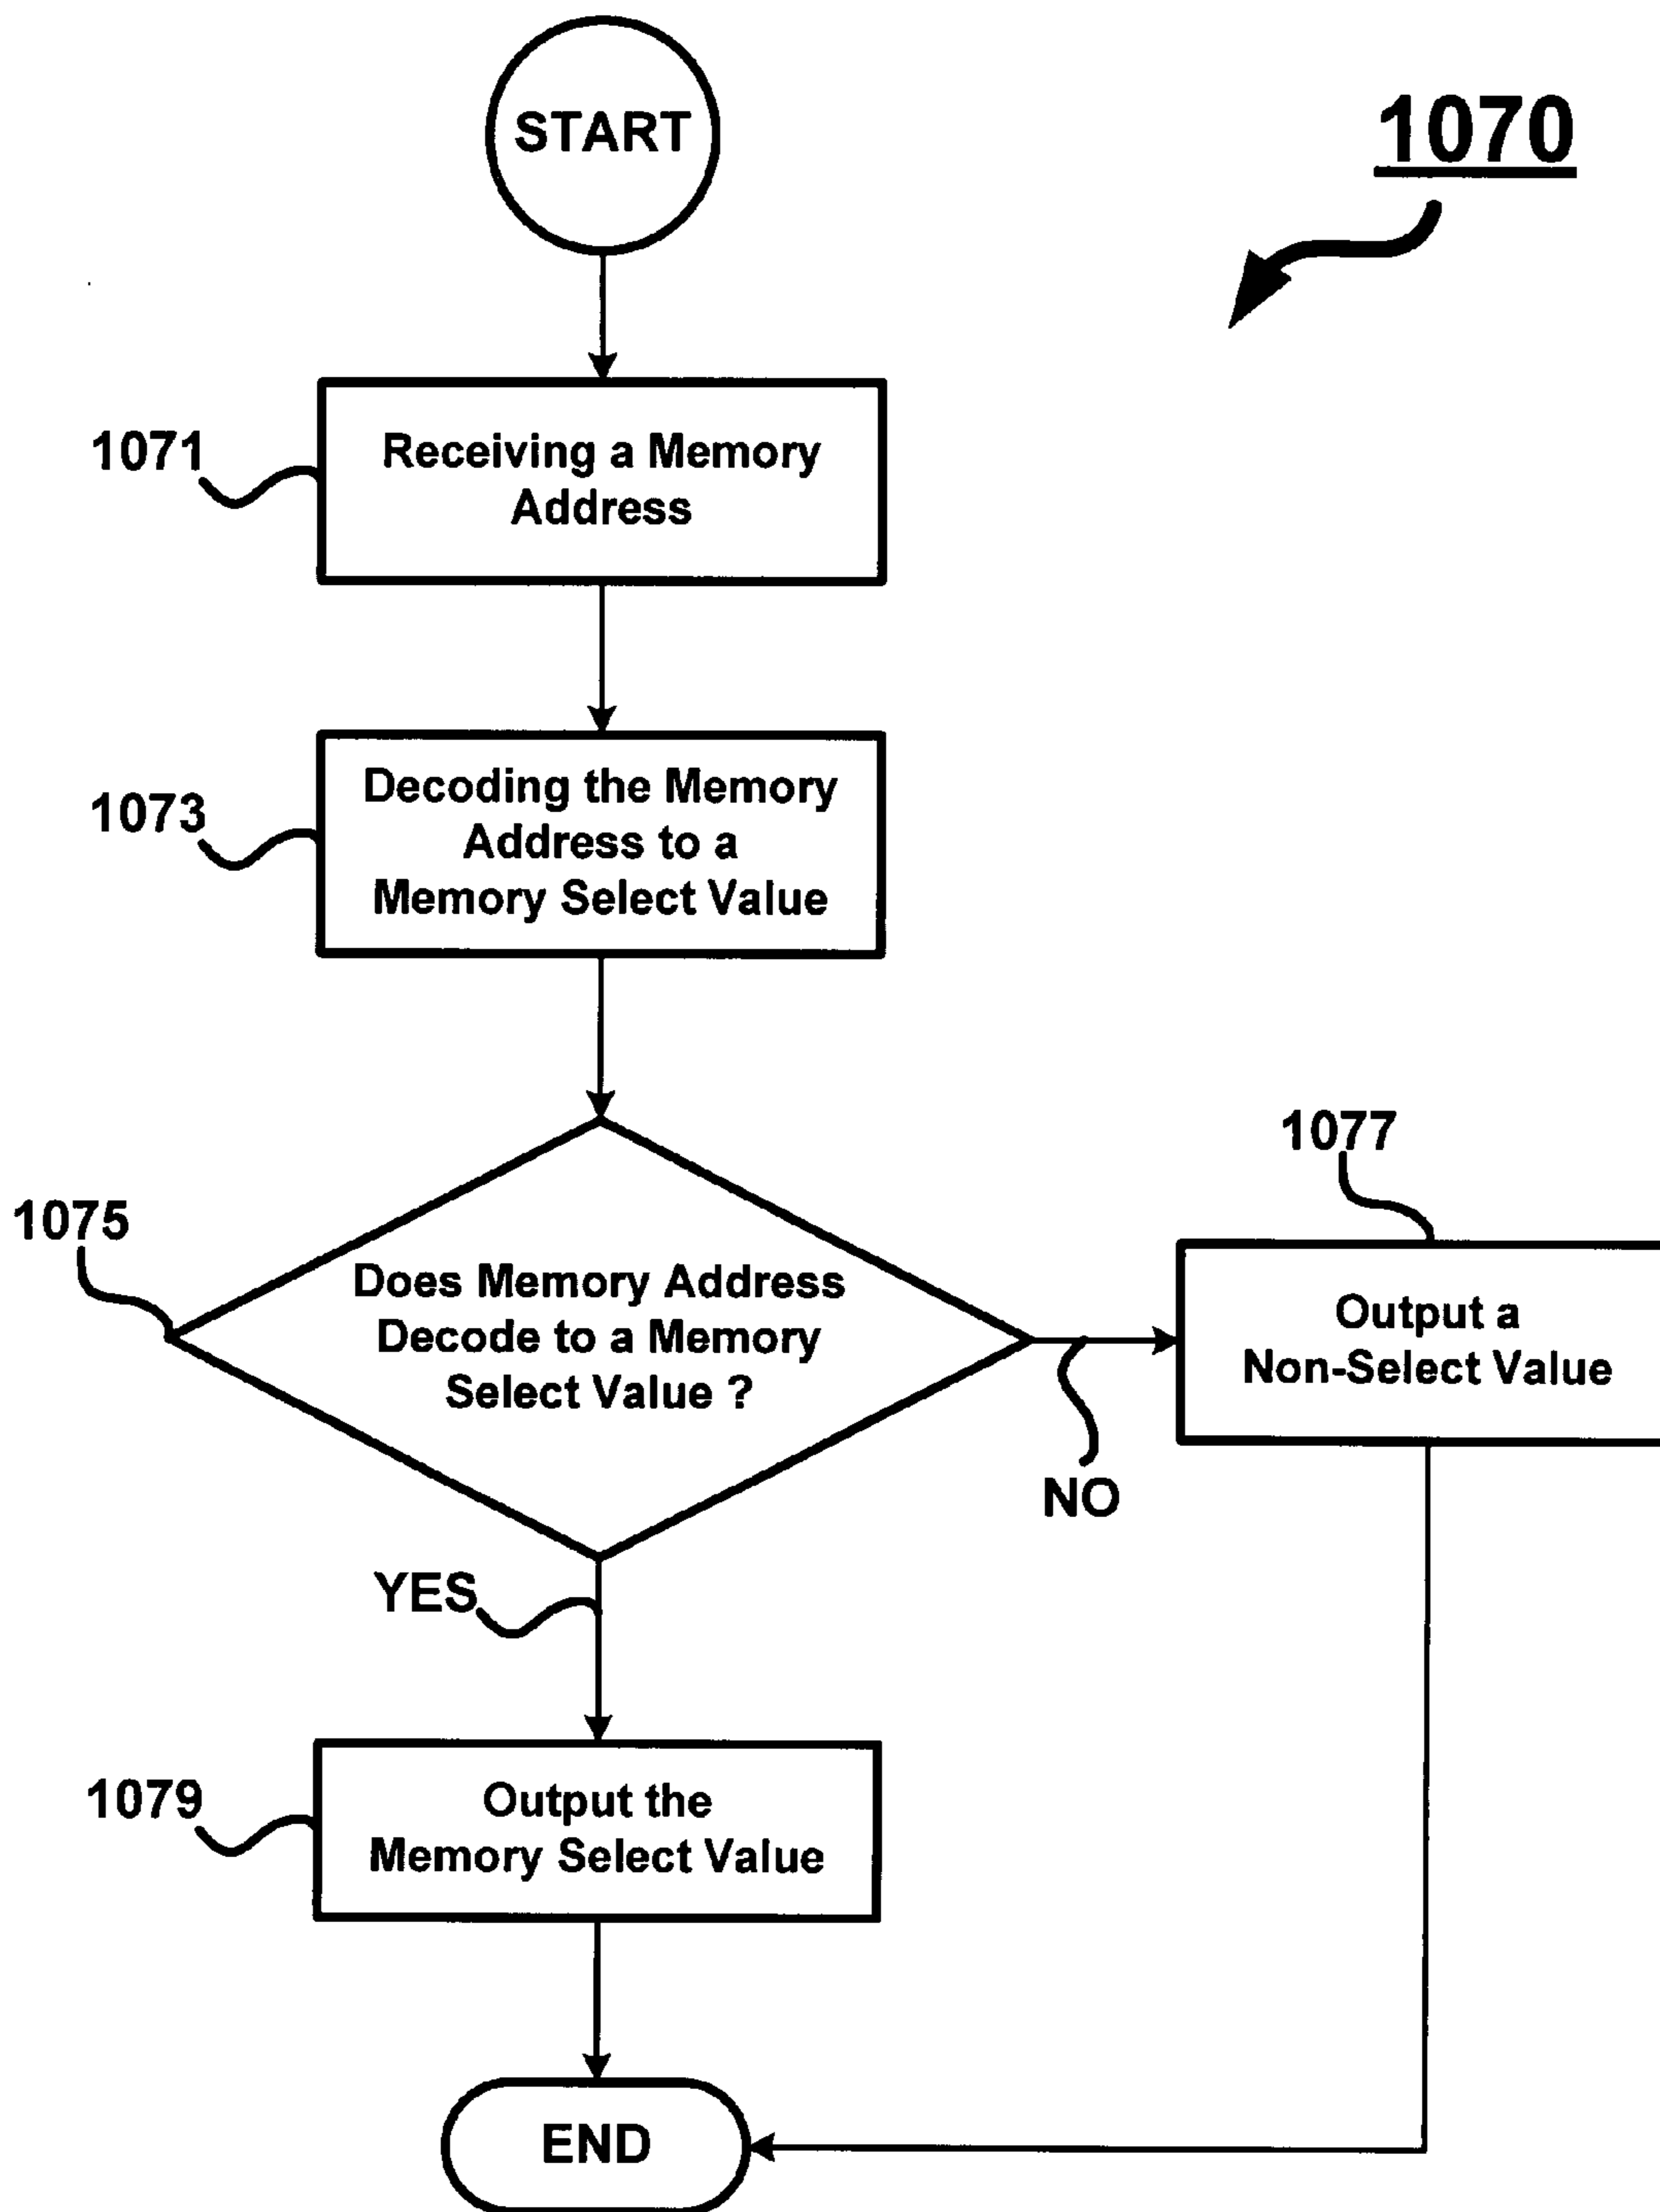 START
1070
1071
Receiving a Memory
Address
1073
Decoding the Memory
Address to a
Memory Select Value
1075
Does Memory Address
Decode to a Memory
Select Value ?
NO
1077
Output a
Non-Select Value
YES
1079
Output the
Memory Select Value
END